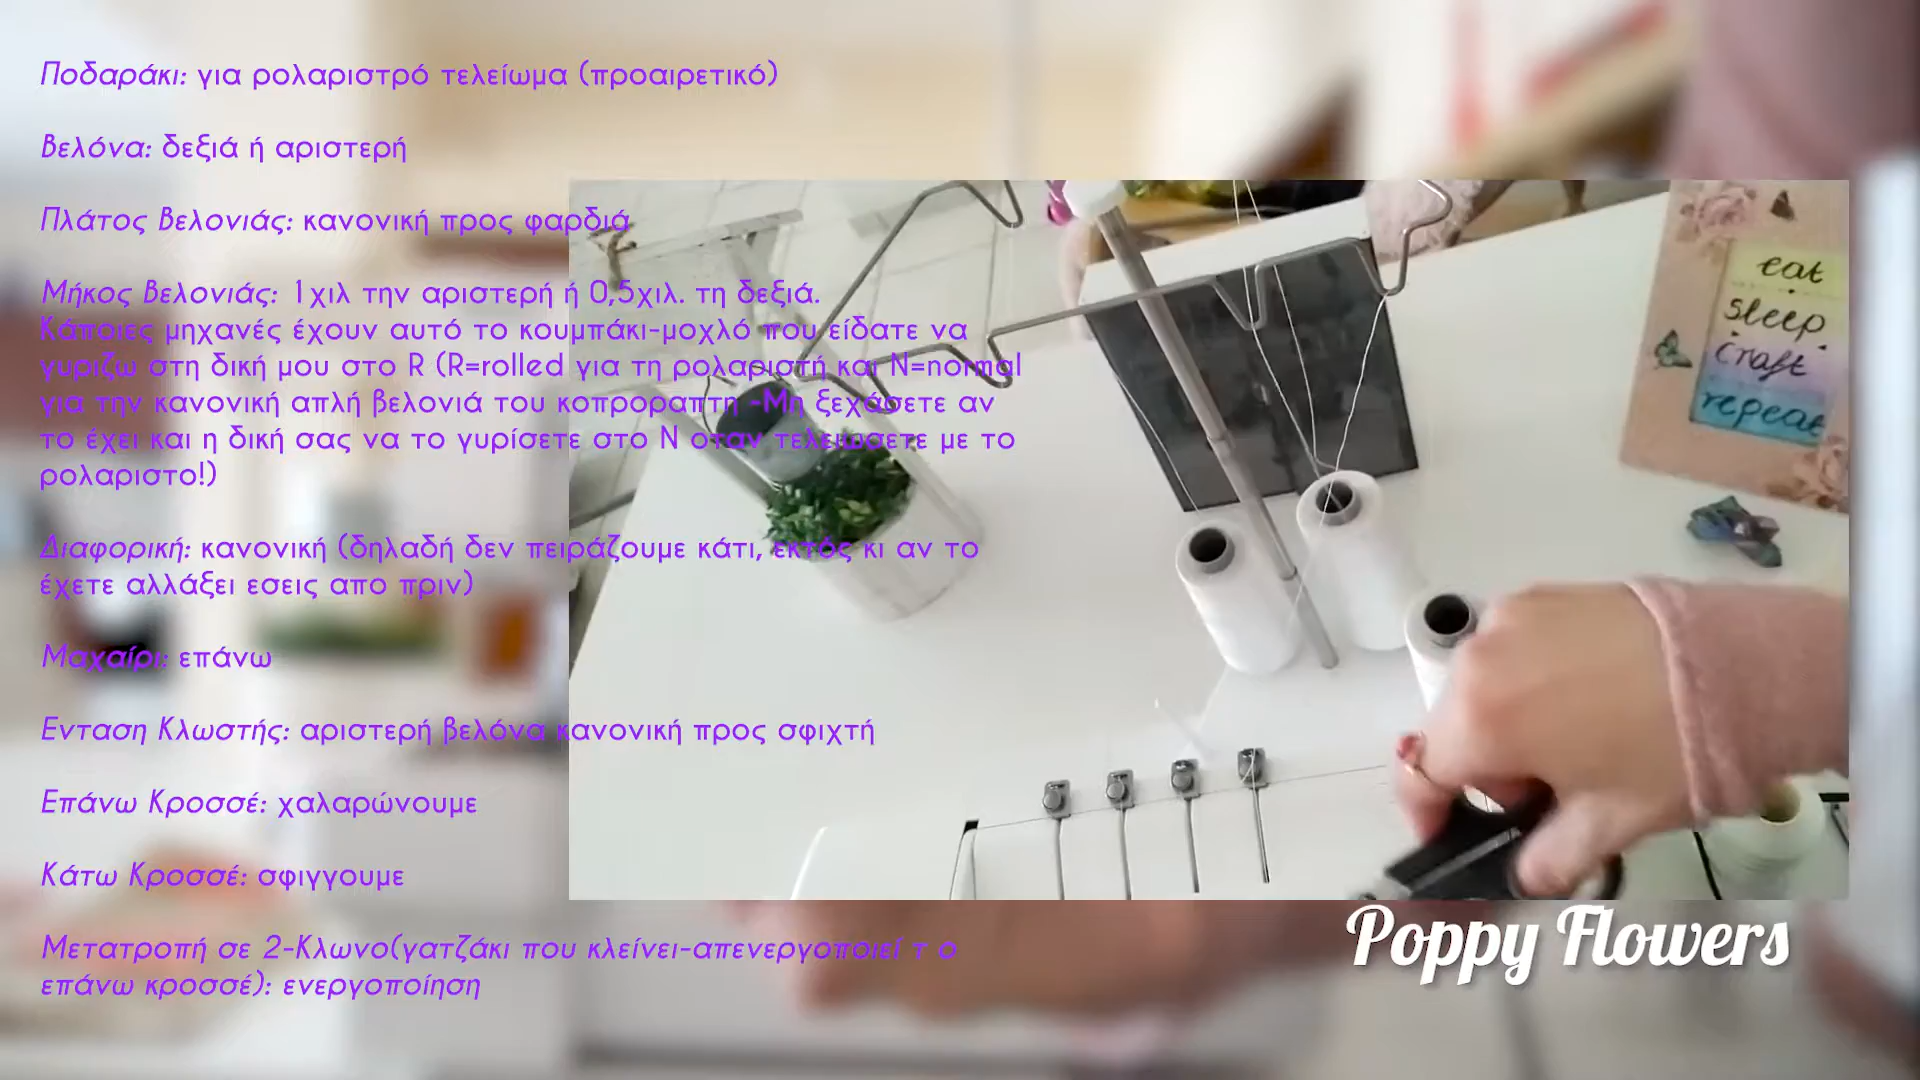 Ποδαράκι: για ρολαριστρό τελείωμα (προαιρετικό)
Βελόνα: δεξιά ή αριστερή
Πλάτος Βελονιάς: κανονική προς φαρδιά
Μήκος Βελονιάς: 1χιλ την αριστερή ή 0,5χιλ. τη δεξιά.
Κάποιες μηχανές έχουν αυτό το κουμπάκι-μοχλό που είδατε να
γυριζω στη δική μου στο R (R=rolled για τη ρολαριστή και N=normal
για την κανονική απλή βελονιά του κοπροραπτη -Μη ξεχάσετε αν
το έχει και η δική σας να το γυρίσετε στο N οταν τελειωσετε με το
ρολαριστο!)
Διαφορική: κανονική (δηλαδή δεν πειράζουμε κάτι, εκτός κι αν το
έχετε αλλάξει εσεις απο πριν)
Μαχαίρι: επάνω
Ενταση Κλωστής: αριστερή βελόνα κανονική προς σφιχτή
Επάνω Κροσσέ: χαλαρώνουμε
Κάτω Κροσσέ: σφιγγουμε
Μετατροπή σε 2-Κλωνο(γατζάκι που κλείνει-απενεργοποιεί τ ο
επάνω κροσσέ): ενεργοποίηση
eat
sleep
craft
repeat
Poppy Flowers